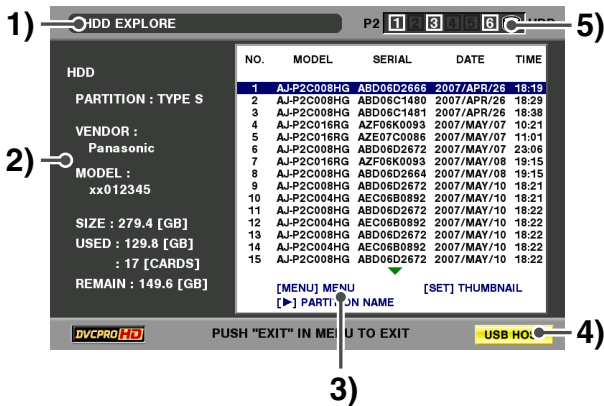 1)
HDD EXPLORE
P2 1 2 3 4 5 6 HDD
5)
HDD
PARTITION : TYPE S
VENDOR :
Panasonic
2)
MODEL :
xx012345
SIZE : 279.4 [GB]
USED : 129.8 [GB]
: 17 [CARDS]
REMAIN : 149.6 [GB]
NO. MODEL SERIAL DATE TIME
1 AJ-P2C008HG ABD06D2666 2007/APR/26 18:19
2 AJ-P2C008HG ABD06C1480 2007/APR/26 18:29
3 AJ-P2C008HG ABD06C1481 2007/APR/26 18:38
4 AJ-P2C016RG AZF06K0093 2007/MAY/07 10:21
5 AJ-P2C016RG AZE07C0086 2007/MAY/07 11:01
6 AJ-P2C008HG ABD06D2672 2007/MAY/07 23:06
7 AJ-P2C016RG AZF06K0093 2007/MAY/08 19:15
8 AJ-P2C008HG ABD06D2664 2007/MAY/08 19:15
9 AJ-P2C008HG ABD06D2672 2007/MAY/10 18:21
10 AJ-P2C004HG AEC06B0892 2007/MAY/10 18:21
11 AJ-P2C008HG ABD06D2672 2007/MAY/10 18:22
12 AJ-P2C004HG AEC06B0892 2007/MAY/10 18:22
13 AJ-P2C008HG ABD06D2672 2007/MAY/10 18:22
14 AJ-P2C004HG AEC06B0892 2007/MAY/10 18:22
15 AJ-P2C008HG ABD06D2672 2007/MAY/10 18:22
[MENU] MENU [SET] THUMBNAIL
[▶] PARTITION NAME
DVCPRO HD
PUSH "EXIT" IN MENU TO EXIT
USB HOST
4)
3)